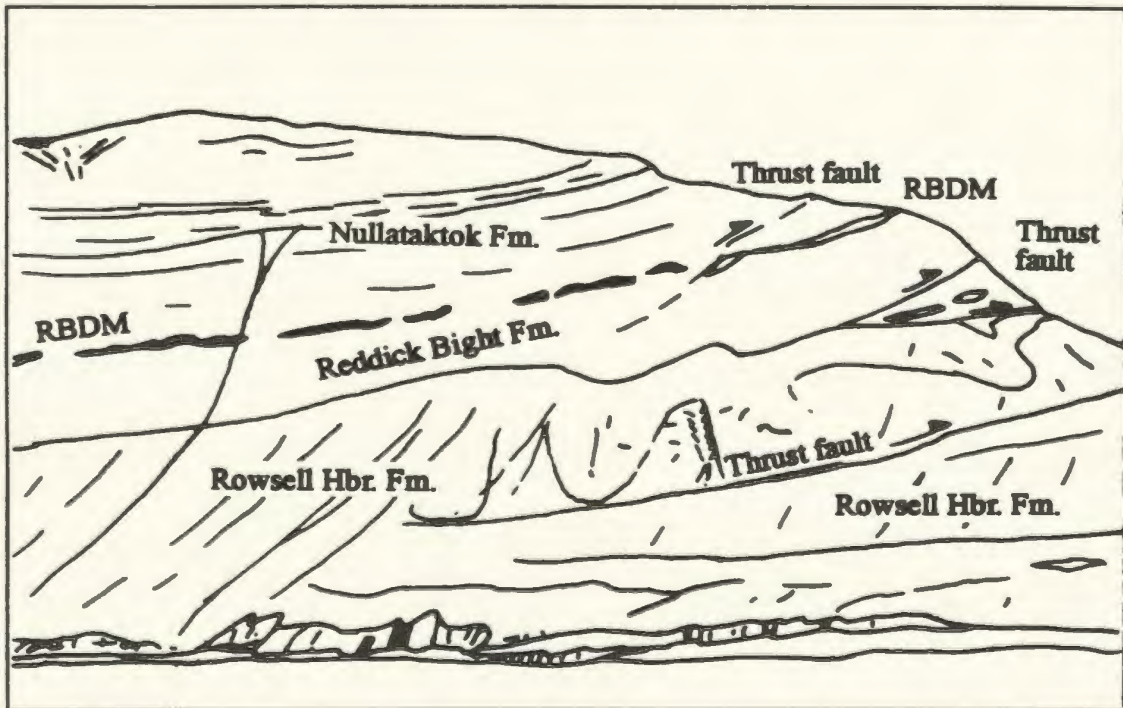 Thrust fault
RBDM
Thrust
fault
Nullataktok Fm.
RBDM
Reddick Bight Fm.
Thrust fault
Rowsell Hbr. Fm.
Rowsell Hbr. Fm.